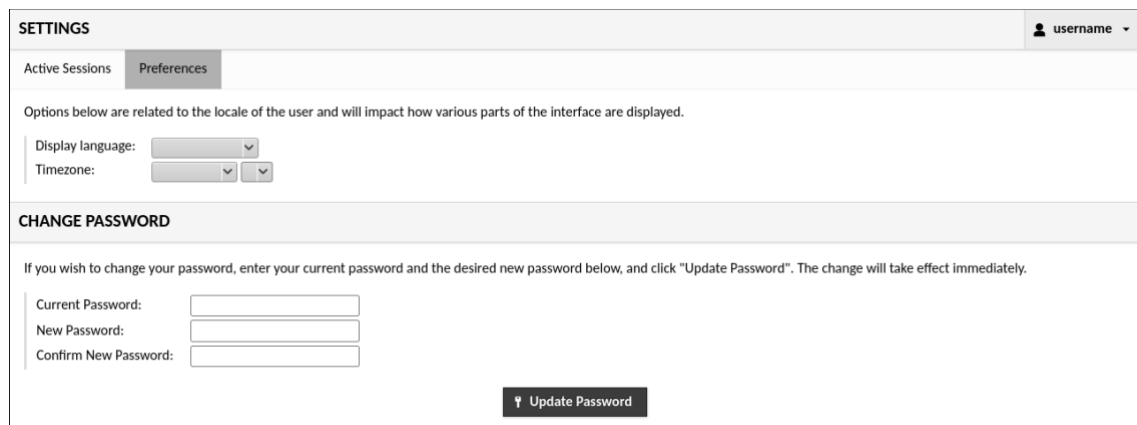 SETTINGS
username
Active Sessions Preferences
Options below are related to the locale of the user and will impact how various parts of the interface are displayed.
Display language:
Timezone:
CHANGE PASSWORD
If you wish to change your password, enter your current password and the desired new password below, and click "Update Password". The change will take effect immediately.
Current Password:
New Password:
Confirm New Password:
Update Password